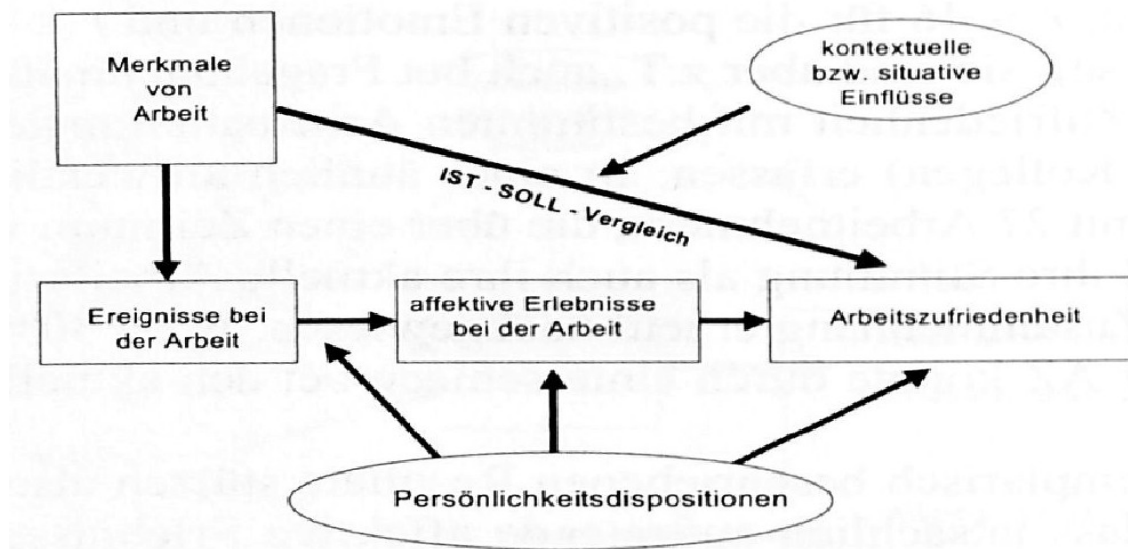 Merkmale
von
Arbeit
kontextuelle
bzw. situative
Einflüsse
IST - SOLL - Vergleich
Ereignisse bei
der Arbeit
affektive Erlebnisse
bei der Arbeit
Arbeitszufriedenheit
Persönlichkeitsdispositionen